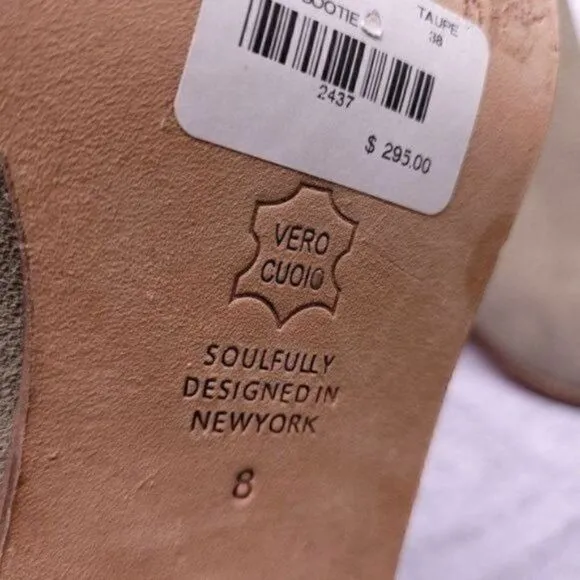 BOOTIE TAUPE
38
2437
$ 295.00
VERO
CUOIO
SOULFULLY
DESIGNED IN
NEWYORK
8